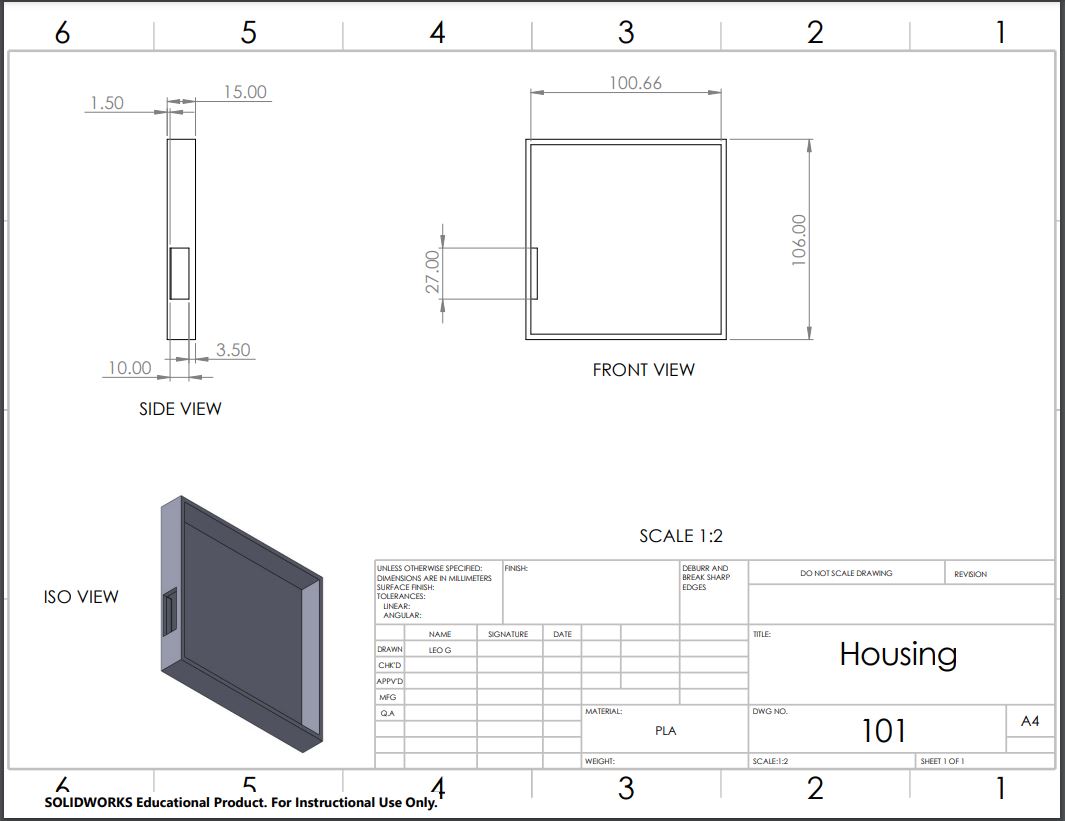 6 5 4 3 2 1
15.00
1.50
100.66
106.00
27.00
3.50
10.00
SIDE VIEW
FRONT VIEW
ISO VIEW
SCALE 1:2
UNLESS OTHERWISE SPECIFIED:
DIMENSIONS ARE IN MILLIMETERS
SURFACE FINISH:
TOLERANCES:
LINEAR:
ANGULAR:
FINISH:
DEBURR AND
BREAK SHARP
EDGES
DO NOT SCALE DRAWING
REVISION
NAME SIGNATURE DATE
DRAWN LEO G
CHK'D
APPV'D
MFG
Q.A
TITLE:
Housing
MATERIAL:
PLA
WEIGHT:
DWG NO.
101
A4
SCALE:1:2
SHEET 1 OF 1
6 5 4 3 2 1
SOLIDWORKS Educational Product. For Instructional Use Only.